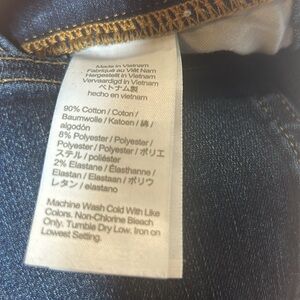 Made in Vietnam
Fabriqué au Viêt Nam
Hergestellt in Vietnam
Vervaardigd in Vietnam
ベトナム製
hecho en vietnam
90% Cotton / Coton /
Baumwolle / Katoen / 綿 /
algodón
8% Polyester / Polyester /
Polyester / Polyester / ポリエ
ステル / poliéster
2% Elastane / Élasthanne /
Elastan / Elastaan / ポリウ
レタン / elastano
Machine Wash Cold With Like
Colors. Non-Chlorine Bleach
Only. Tumble Dry Low. Iron on
Lowest Setting.